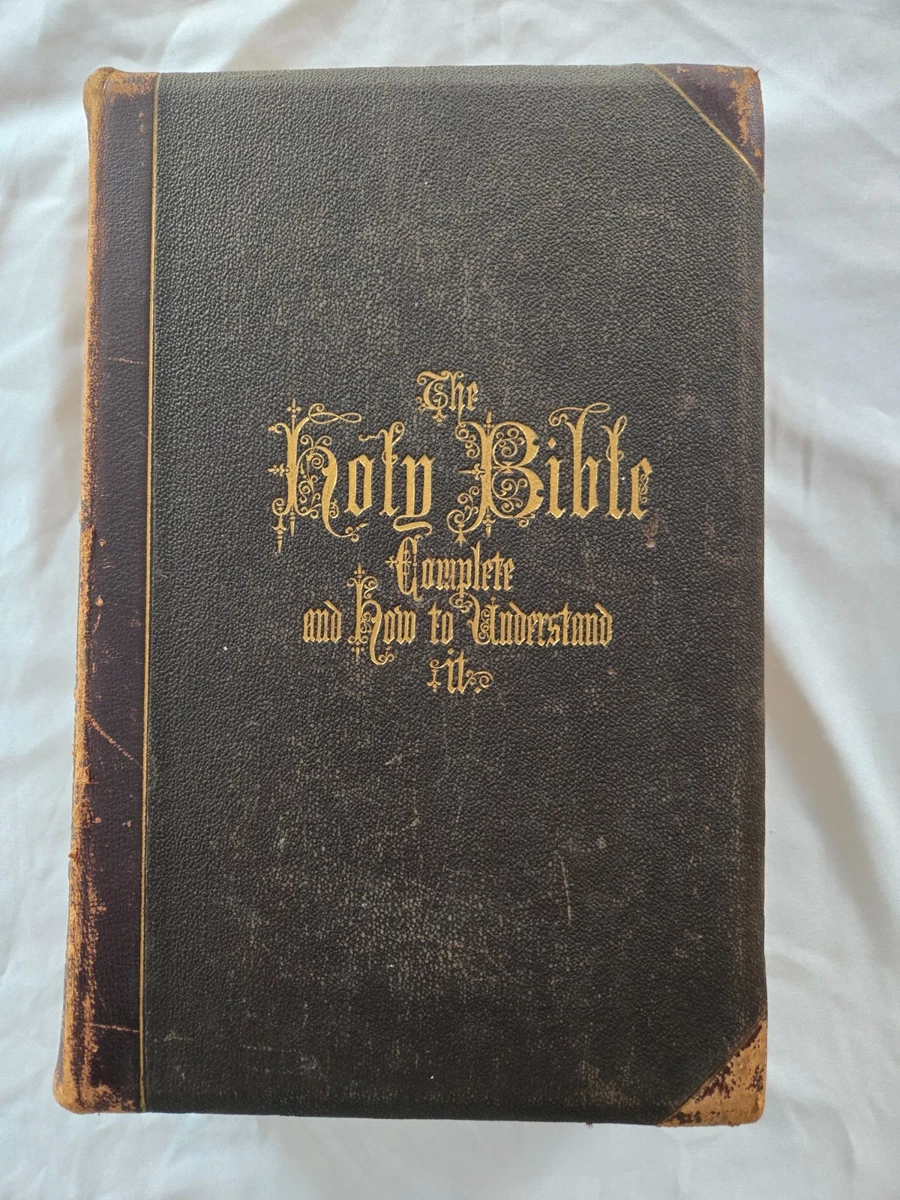 The
Holy Bible
Complete
and How to Understand
it.